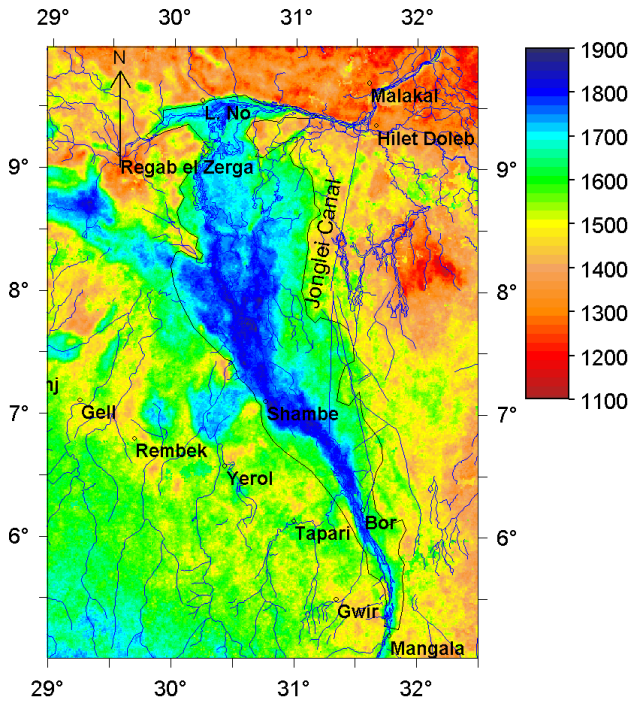 29° 30° 31° 32°
N
Malakal
L. No
Hilet Doleb
9° 9°
Regab el Zerga
Jonglei Canal
8° 8°
nj
Gell
7° 7°
Shambe
Rembek
Yerol
Bor
6° 6°
Tapari
Gwir
Mangala
29° 30° 31° 32°
1900
1800
1700
1600
1500
1400
1300
1200
1100